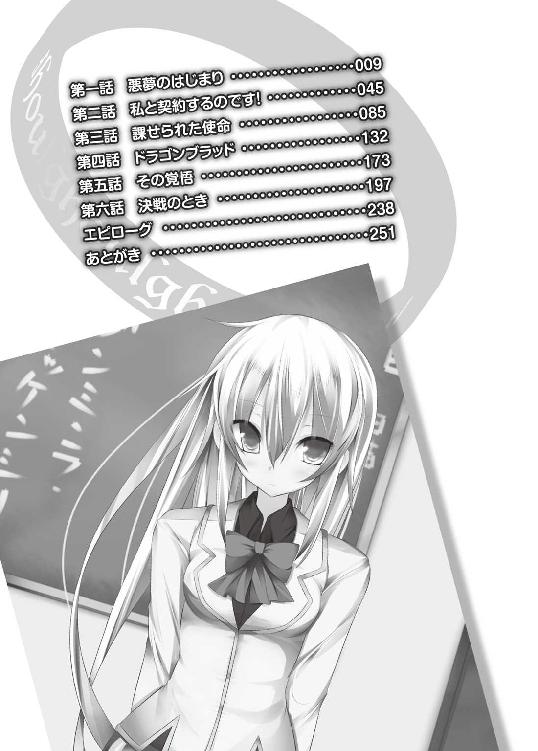 第一話 悪夢のはじまり ………………009
第二話 私と契約するのです! ………………045
第三話 課せられた使命 ………………085
第四話 ドラゴンブラッド ………………132
第五話 その覚悟 ………………173
第六話 決戦のとき ………………197
エピローグ ………………238
あとがき ………………251